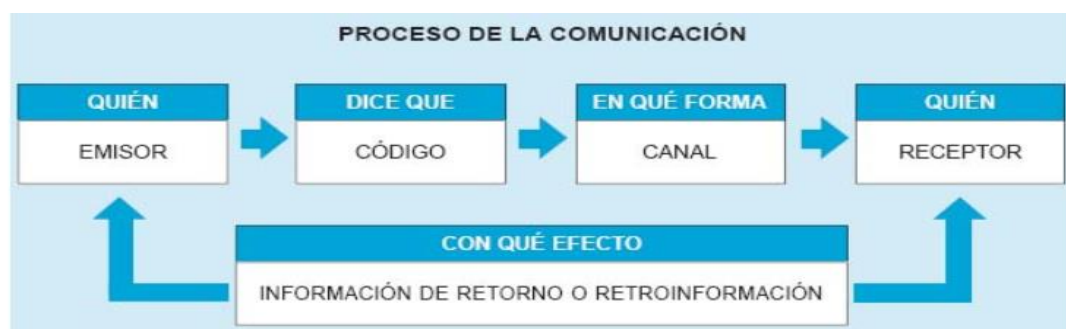 PROCESO DE LA COMUNICACIÓN
QUIÉN
EMISOR
DICE QUE
CÓDIGO
EN QUÉ FORMA
CANAL
QUIÉN
RECEPTOR
CON QUÉ EFECTO
INFORMACIÓN DE RETORNO O RETROINFORMACIÓN